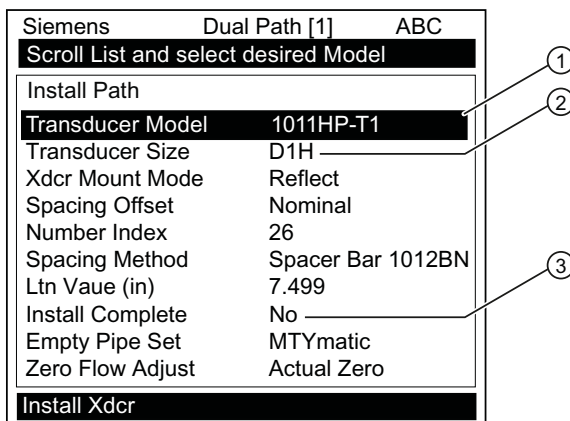 Siemens Dual Path [1] ABC
Scroll List and select desired Model
Install Path
Transducer Model 1011HP-T1
Transducer Size D1H
Xdcr Mount Mode Reflect
Spacing Offset Nominal
Number Index 26
Spacing Method Spacer Bar 1012BN
Ltn Vaue (in) 7.499
Install Complete No
Empty Pipe Set MTYmatic
Zero Flow Adjust Actual Zero
Install Xdcr
1
2
3